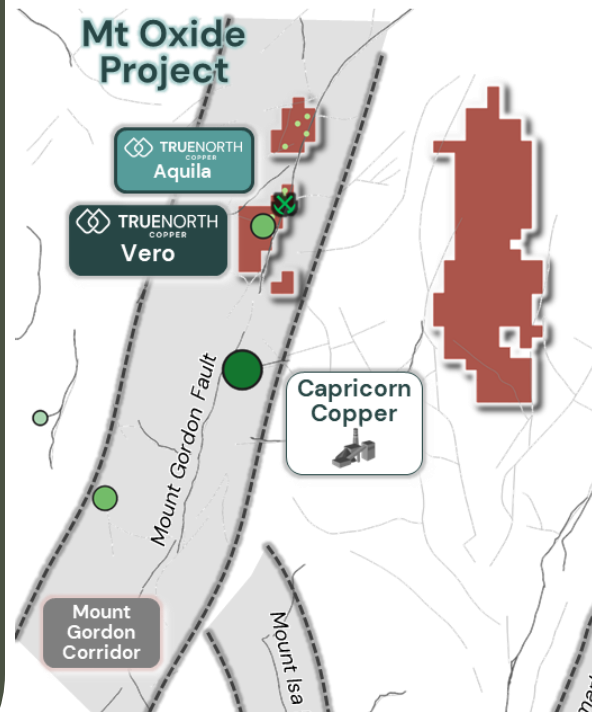 Mt Oxide
Project
TRUENORTH
COPPER
Aquila
TRUENORTH
COPPER
Vero
Capricorn
Copper
Mount Gordon Fault
Mount
Gordon
Corridor
Mount Isa